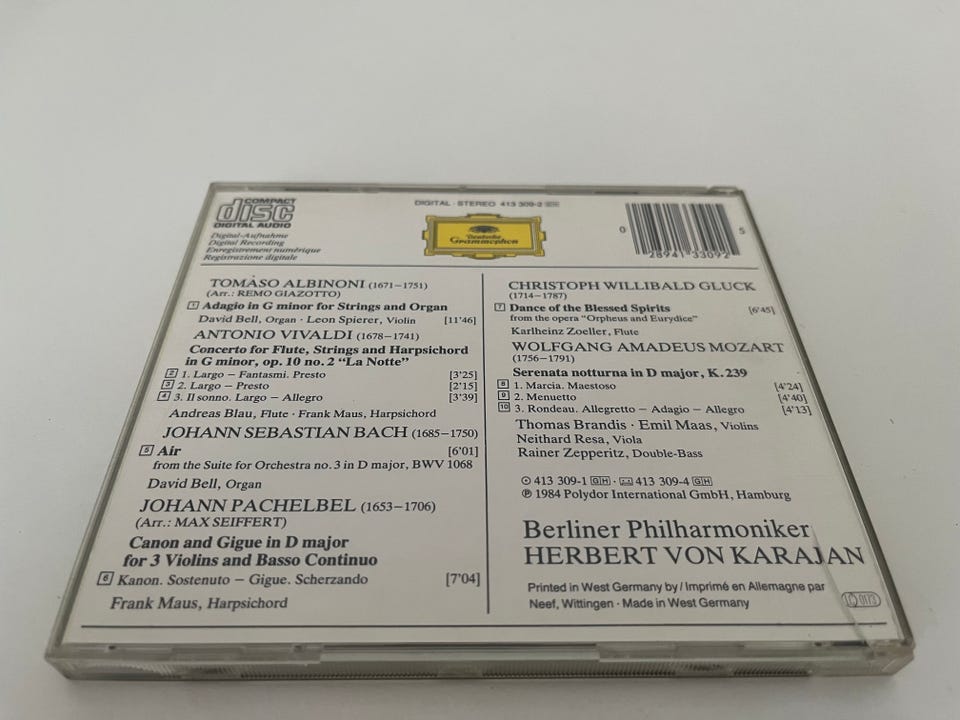 COMPACT
disc
DIGITAL AUDIO
Digital-Aufnahme
Digital Recording
Enregistrement numérique
Registrazione digitale
DIGITAL · STEREO 413 309-2 GH
Deutsche
Grammophon
0 28941 33092 5
TOMASO ALBINONI (1671–1751)
(Arr.: REMO GIAZOTTO)
1 Adagio in G minor for Strings and Organ
David Bell, Organ · Leon Spierer, Violin [11'46]
ANTONIO VIVALDI (1678–1741)
Concerto for Flute, Strings and Harpsichord
in G minor, op. 10 no. 2 “La Notte”
2 1. Largo – Fantasmi. Presto [3'25]
3 2. Largo – Presto [2'15]
4 3. Il sonno. Largo – Allegro [3'39]
Andreas Blau, Flute · Frank Maus, Harpsichord
JOHANN SEBASTIAN BACH (1685–1750)
5 Air [6'01]
from the Suite for Orchestra no. 3 in D major, BWV 1068
David Bell, Organ
JOHANN PACHELBEL (1653–1706)
(Arr.: MAX SEIFFERT)
Canon and Gigue in D major
for 3 Violins and Basso Continuo
6 Kanon. Sostenuto – Gigue. Scherzando [7'04]
Frank Maus, Harpsichord
CHRISTOPH WILLIBALD GLUCK
(1714–1787)
7 Dance of the Blessed Spirits [6'45]
from the opera “Orpheus and Eurydice”
Karlheinz Zoeller, Flute
WOLFGANG AMADEUS MOZART
(1756–1791)
Serenata notturna in D major, K. 239
8 1. Marcia. Maestoso [4'24]
9 2. Menuetto [4'40]
10 3. Rondeau. Allegretto – Adagio – Allegro [4'13]
Thomas Brandis · Emil Maas, Violins
Neithard Resa, Viola
Rainer Zepperitz, Double-Bass
413 309-1 GH · 413 309-4 GH
℗ 1984 Polydor International GmbH, Hamburg
Berliner Philharmoniker
HERBERT VON KARAJAN
Printed in West Germany by / Imprimé en Allemagne par
Neef, Wittingen · Made in West Germany